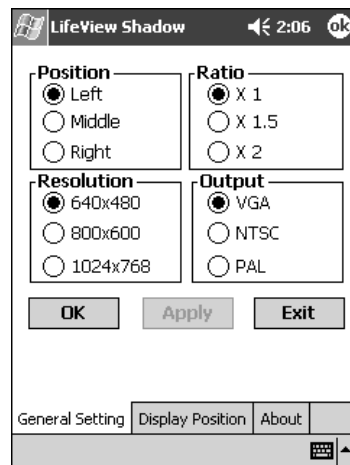 LifeView Shadow 2:06 ok
Position Ratio
Left X 1
Middle X 1.5
Right X 2
Resolution Output
640x480 VGA
800x600 NTSC
1024x768 PAL
OK Apply Exit
General Setting Display Position About